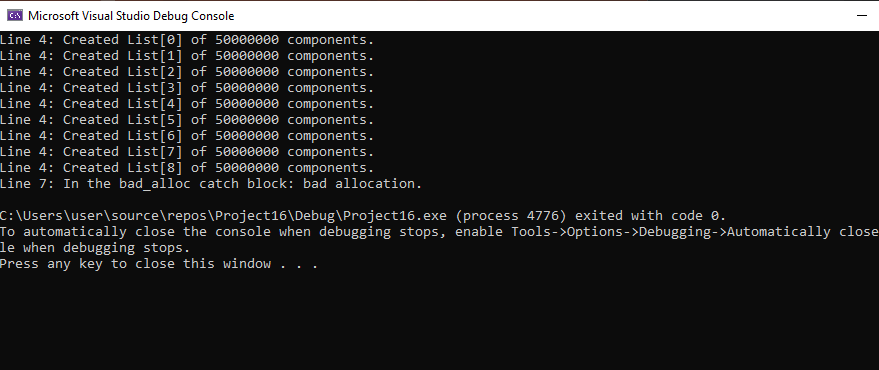 Microsoft Visual Studio Debug Console
Line 4: Created List[0] of 50000000 components.
Line 4: Created List[1] of 50000000 components.
Line 4: Created List[2] of 50000000 components.
Line 4: Created List[3] of 50000000 components.
Line 4: Created List[4] of 50000000 components.
Line 4: Created List[5] of 50000000 components.
Line 4: Created List[6] of 50000000 components.
Line 4: Created List[7] of 50000000 components.
Line 4: Created List[8] of 50000000 components.
Line 7: In the bad_alloc catch block: bad allocation.
C:\Users\user\source\repos\Project16\Debug\Project16.exe (process 4776) exited with code 0.
To automatically close the console when debugging stops, enable Tools->Options->Debugging->Automatically close
le when debugging stops.
Press any key to close this window . . .